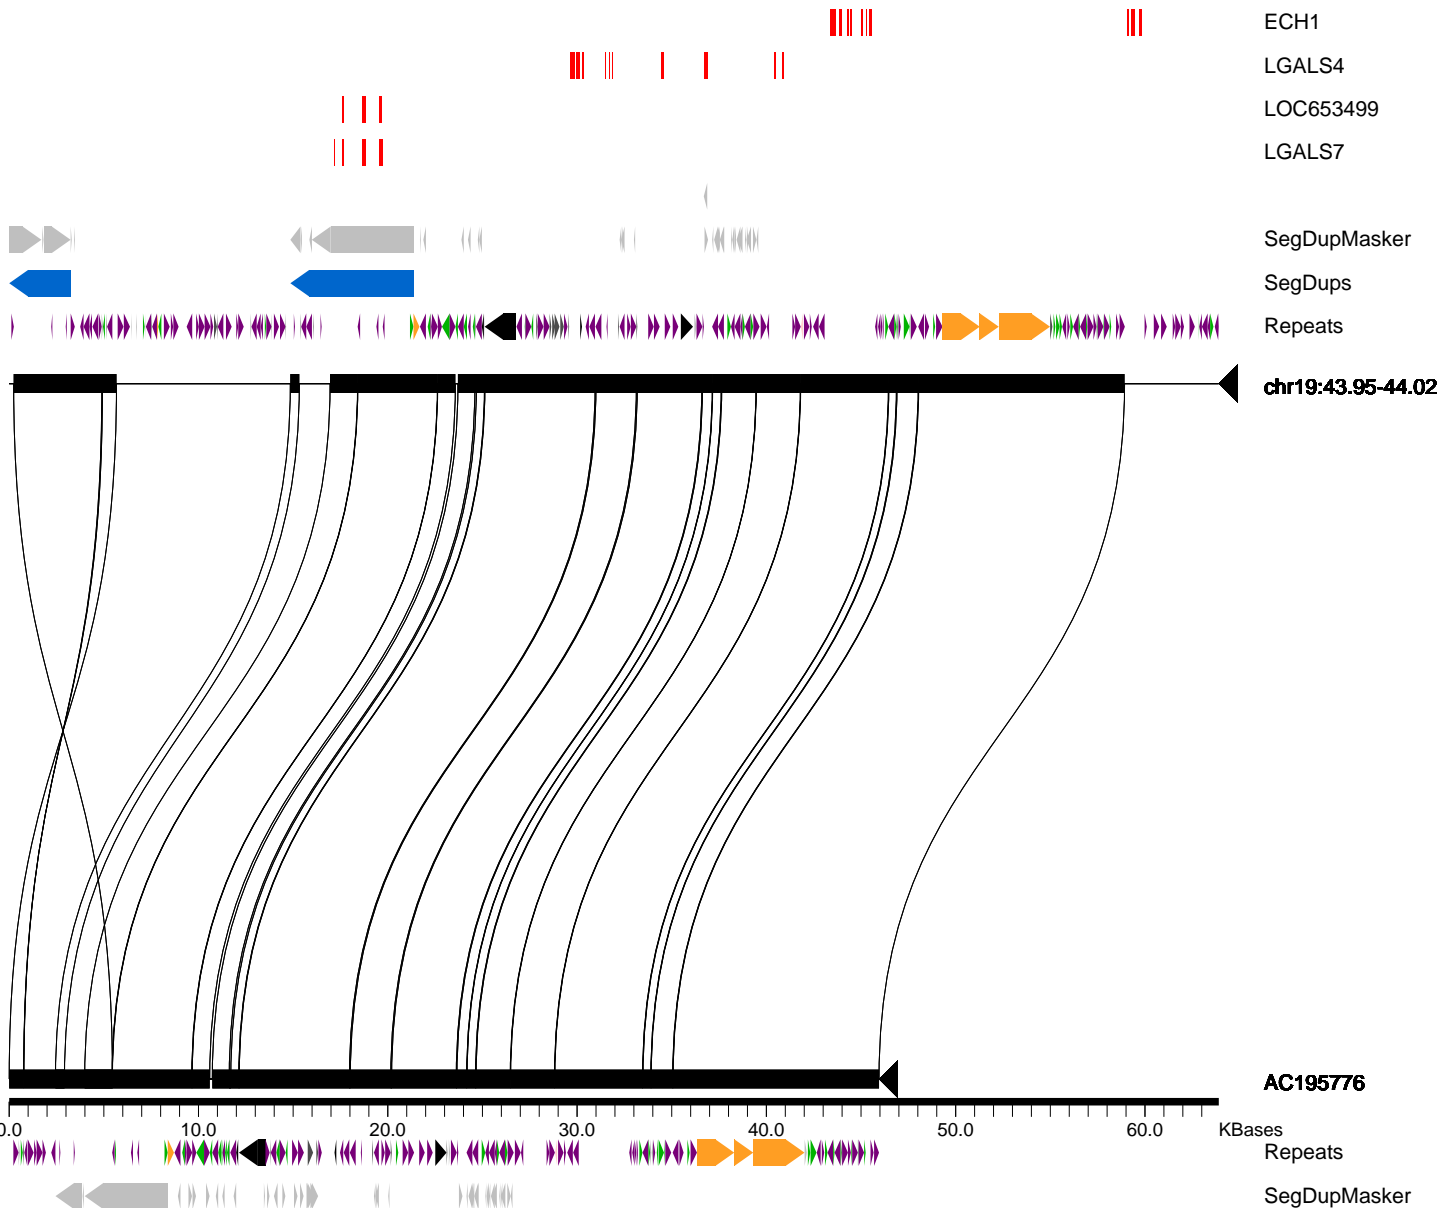 ECH1
LGALS4
LOC653499
LGALS7
SegDupMasker
SegDups
Repeats
chr19:43.95-44.02
AC195776
0.0 10.0 20.0 30.0 40.0 50.0 60.0 KBases
Repeats
SegDupMasker